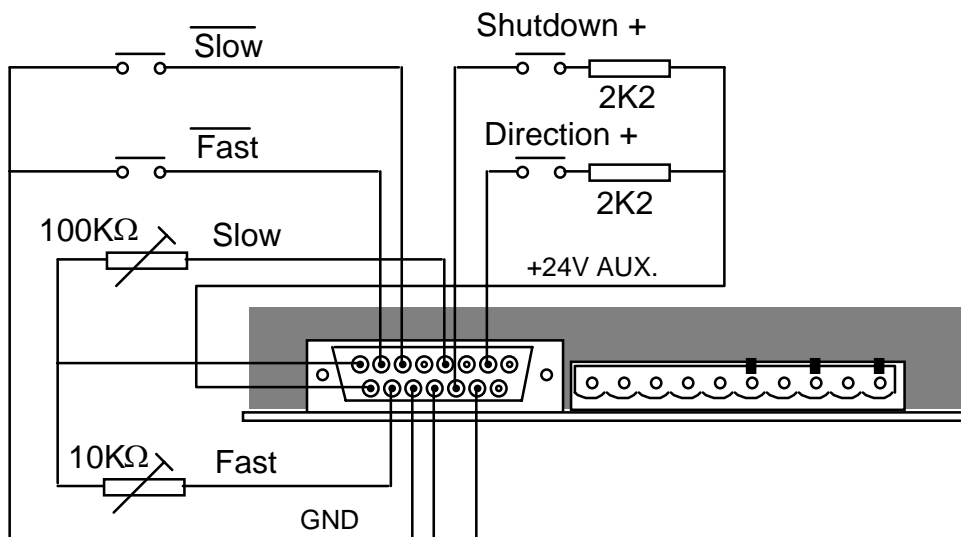 Slow
Shutdown +
2K2
Fast
Direction +
2K2
100KΩ
Slow
+24V AUX.
10KΩ
Fast
GND